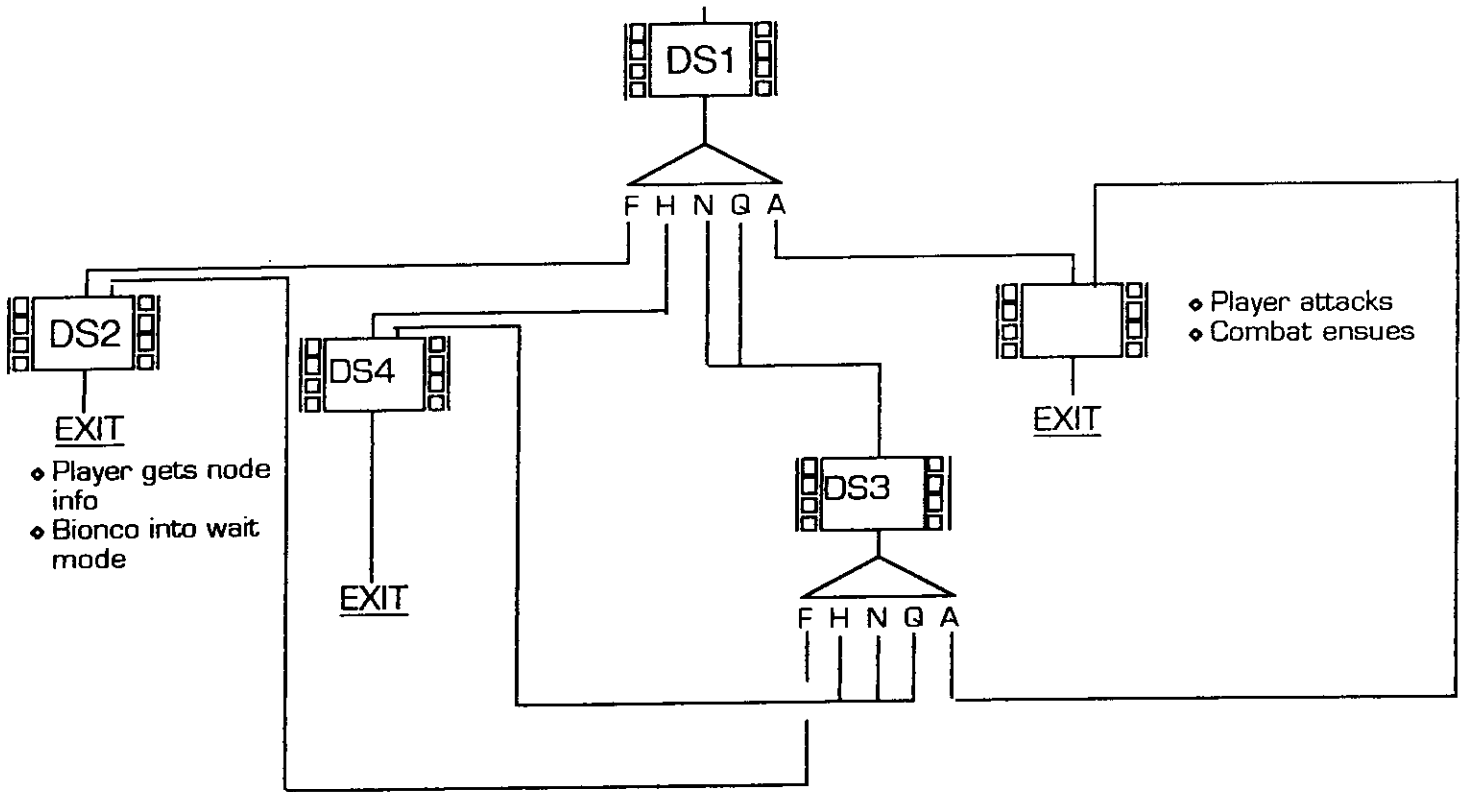 DS1
F H N Q A
DS2
EXIT
⋄ Player gets node
info
⋄ Bionco into wait
mode
DS4
EXIT
⋄ Player attacks
⋄ Combat ensues
EXIT
DS3
F H N Q A